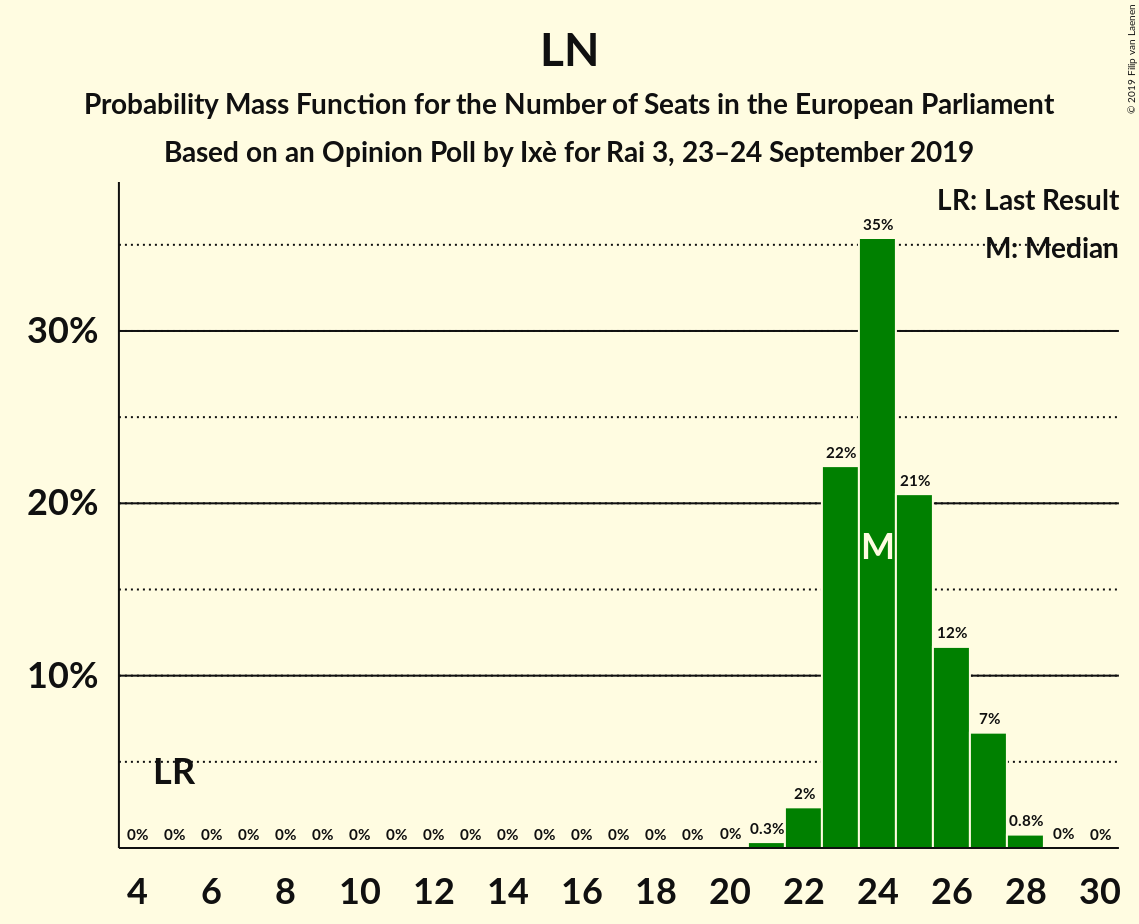 LN
Probability Mass Function for the Number of Seats in the European Parliament
Based on an Opinion Poll by Ixè for Rai 3, 23–24 September 2019
© 2019 Filip van Laenen
LR: Last Result
M: Median
35%
30%
22%
21%
20%
M
12%
10%
7%
LR
2%
0% 0% 0% 0% 0% 0% 0% 0% 0% 0% 0% 0% 0% 0% 0% 0% 0% 0.3% 0.8% 0% 0%
4 6 8 10 12 14 16 18 20 22 24 26 28 30